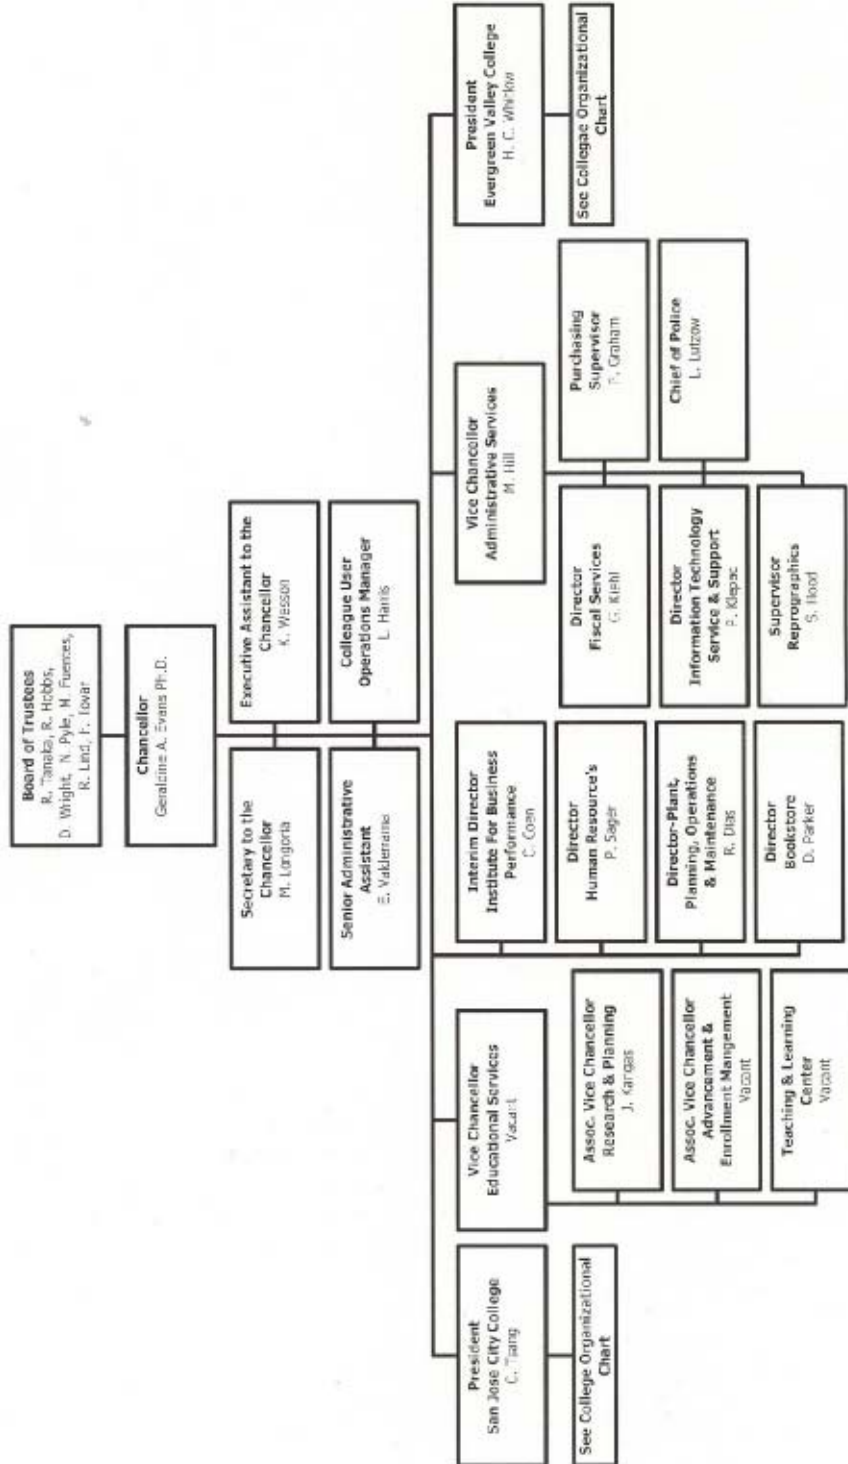 Board of Trustees
R. Tanaka, R. Hobbs,
D. Wright, N. Pyle, M. Fuentes,
R. Lind, Tovar
Chancellor
Geraldine A. Evans Ph.D.
Secretary to the
Chancellor
M. Longoria
Executive Assistant to the
Chancellor
K. Wesson
Senior Administrative
Assistant
E. Valderrama
Colleague User
Operations Manager
L. Harris
President
San Jose City College
C.
See College Organizational
Chart
Vice Chancellor
Educational Services
Vacant
Assoc. Vice Chancellor
Research & Planning
J. Kangas
Assoc. Vice Chancellor
Advancement &
Enrollment Mangement
Vacant
Teaching & Learning
Center
Vacant
Interim Director
Institute For Business
Performance
C. Coen
Director
Human Resource's
P. Sager
Director-Plant,
Planning, Operations
& Maintenance
R. Dias
Director
Bookstore
D. Parker
Vice Chancellor
Administrative Services
M. Hill
Director
Fiscal Services
G. Kiehl
Purchasing
Supervisor
Graham
Director
Information Technology
Service & Support
P. Klepac
Chief of Police
L. Lutzow
Supervisor
Reprographics
S. Hood
President
Evergreen Valley College
H. C. Whitlow
See Collegae Organizational
Chart